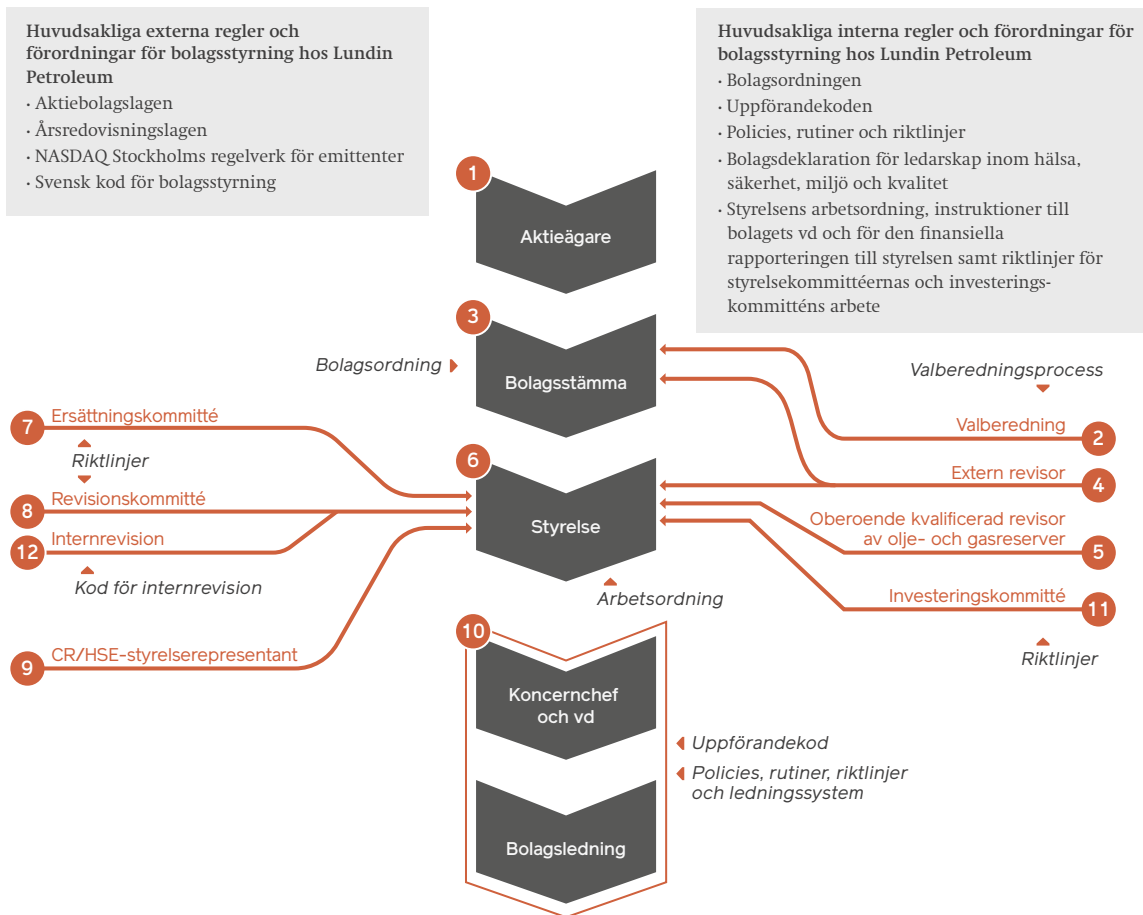 Huvudsakliga externa regler och
förordningar för bolagsstyrning hos Lundin
Petroleum
· Aktiebolagslagen
· Årsredovisningslagen
· NASDAQ Stockholms regelverk för emittenter
· Svensk kod för bolagsstyrning
Huvudsakliga interna regler och förordningar för
bolagsstyrning hos Lundin Petroleum
· Bolagsordningen
· Uppförandekoden
· Policies, rutiner och riktlinjer
· Bolagsdeklaration för ledarskap inom hälsa,
säkerhet, miljö och kvalitet
· Styrelsens arbetsordning, instruktioner till
bolagets vd och för den finansiella
rapporteringen till styrelsen samt riktlinjer för
styrelsekommittéernas och investerings-
kommitténs arbete
1
Aktieägare
3
Bolagsordning
Bolagsstämma
Valberedningsprocess
Valberedning
2
7
Ersättningskommitté
Riktlinjer
8
Revisionskommitté
12
Internrevision
Kod för internrevision
9
CR/HSE-styrelserepresentant
6
Styrelse
Arbetsordning
Extern revisor
4
Oberoende kvalificerad revisor
av olje- och gasreserver
5
Investeringskommitté
11
Riktlinjer
10
Koncernchef
och vd
Uppförandekod
Policies, rutiner, riktlinjer
och ledningssystem
Bolagsledning